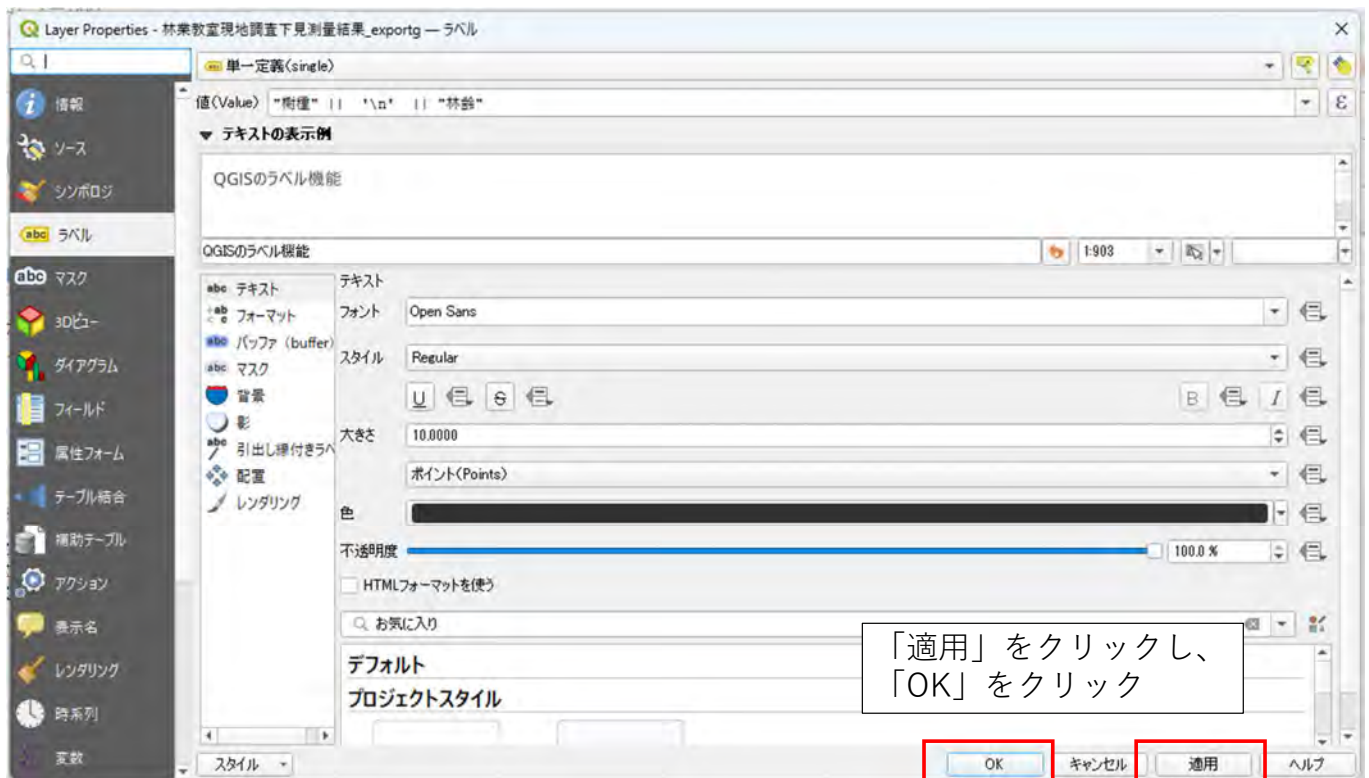 Layer Properties - 林業教室現地調査下見測量結果_exportg — ラベル
単一定義(single)
情報
値(Value) "樹種" || '\n' || "林齢"
ε
▼ テキストの表示例
ソース
QGISのラベル機能
シンボロジ
abc ラベル
QGISのラベル機能
1:903
abc マスク
abc テキスト
テキスト
フォーマット
フォント Open Sans
3Dビュー
バッファ (buffer)
スタイル Regular
abc マスク
ダイアグラム
背景
U S B I
フィールド
影
大きさ 10.0000
引出し線付きラベ
属性フォーム
配置
ポイント(Points)
テーブル結合
レンダリング
色
補助テーブル
不透明度 100.0 %
アクション
HTMLフォーマットを使う
表示名
お気に入り
「適用」をクリックし、
「OK」をクリック
デフォルト
レンダリング
プロジェクトスタイル
時系列
変数
スタイル
OK
キャンセル
適用
ヘルプ